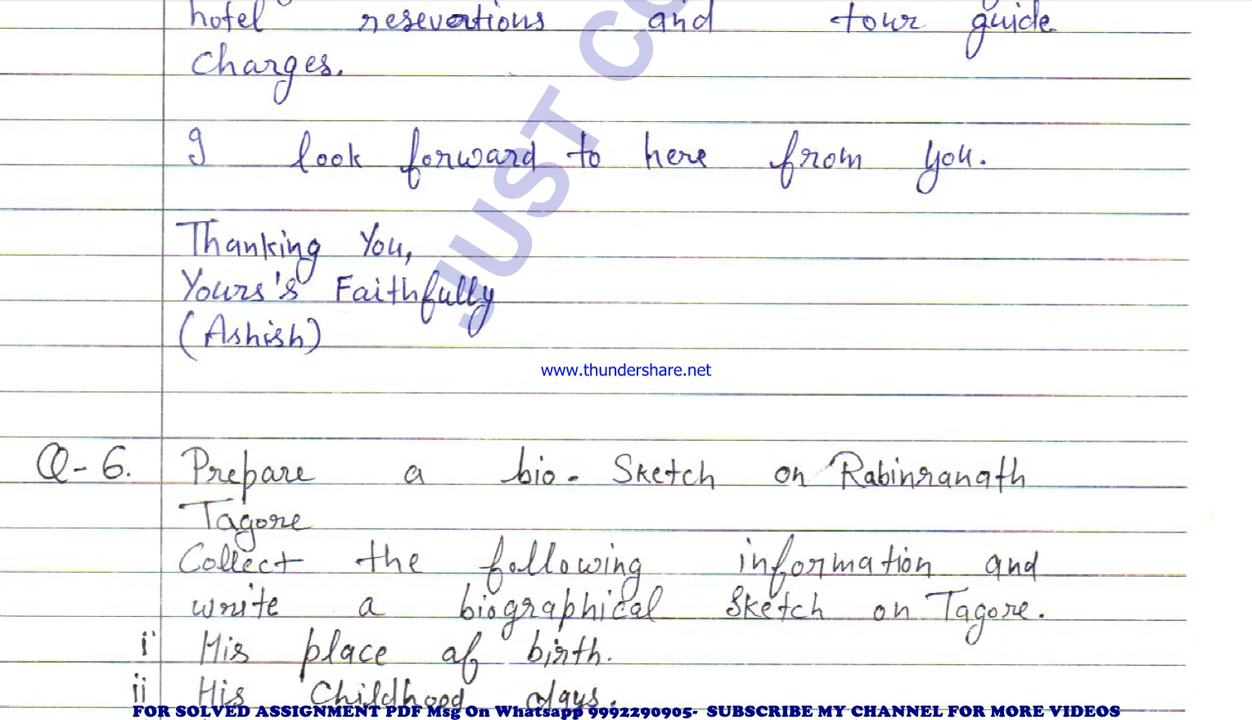 hotel resevations and tour guide
charges.
I look forward to here from you.
Thanking You,
Yours's Faithfully
(Ashish)
www.thundershare.net
JUST CO
Q-6. Prepare a bio-Sketch on Rabinranath
Tagore
Collect the following information and
write a biographical Sketch on Tagore.
i His place of birth.
ii His Childhood days.
FOR SOLVED ASSIGNMENT PDF Msg On Whatsapp 9992290905- SUBSCRIBE MY CHANNEL FOR MORE VIDEOS